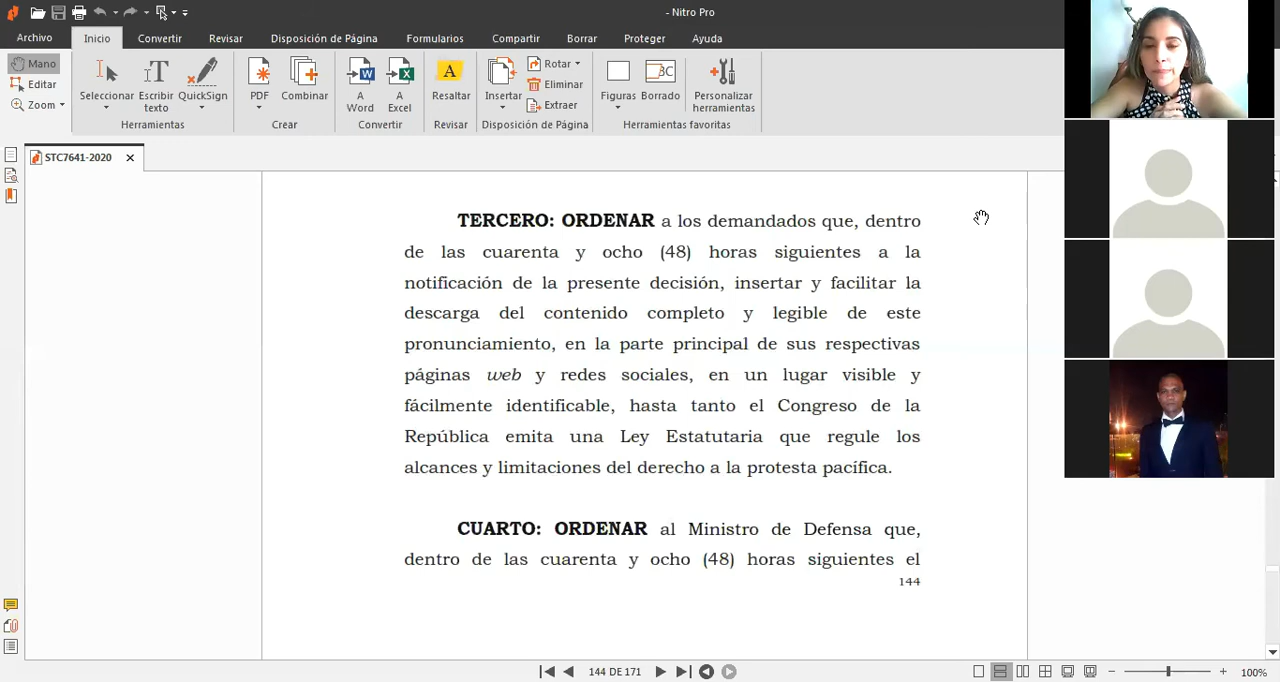 - Nitro Pro
Archivo Inicio Convertir Revisar Disposición de Página Formularios Compartir Borrar Proteger Ayuda
Mano
Editar
Zoom
Seleccionar
Escribir
texto
QuickSign
Herramientas
PDF
Combinar
Crear
A
Word
A
Excel
Convertir
A
Resaltar
Revisar
Insertar
Rotar
Eliminar
Extraer
Disposición de Página
Figuras
Borrado
Personalizar
herramientas
Herramientas favoritas
STC7641-2020
TERCERO: ORDENAR a los demandados que, dentro
de las cuarenta y ocho (48) horas siguientes a la
notificación de la presente decisión, insertar y facilitar la
descarga del contenido completo y legible de este
pronunciamiento, en la parte principal de sus respectivas
páginas web y redes sociales, en un lugar visible y
fácilmente identificable, hasta tanto el Congreso de la
República emita una Ley Estatutaria que regule los
alcances y limitaciones del derecho a la protesta pacífica.
CUARTO: ORDENAR al Ministro de Defensa que,
dentro de las cuarenta y ocho (48) horas siguientes el
144
144 DE 171
100%